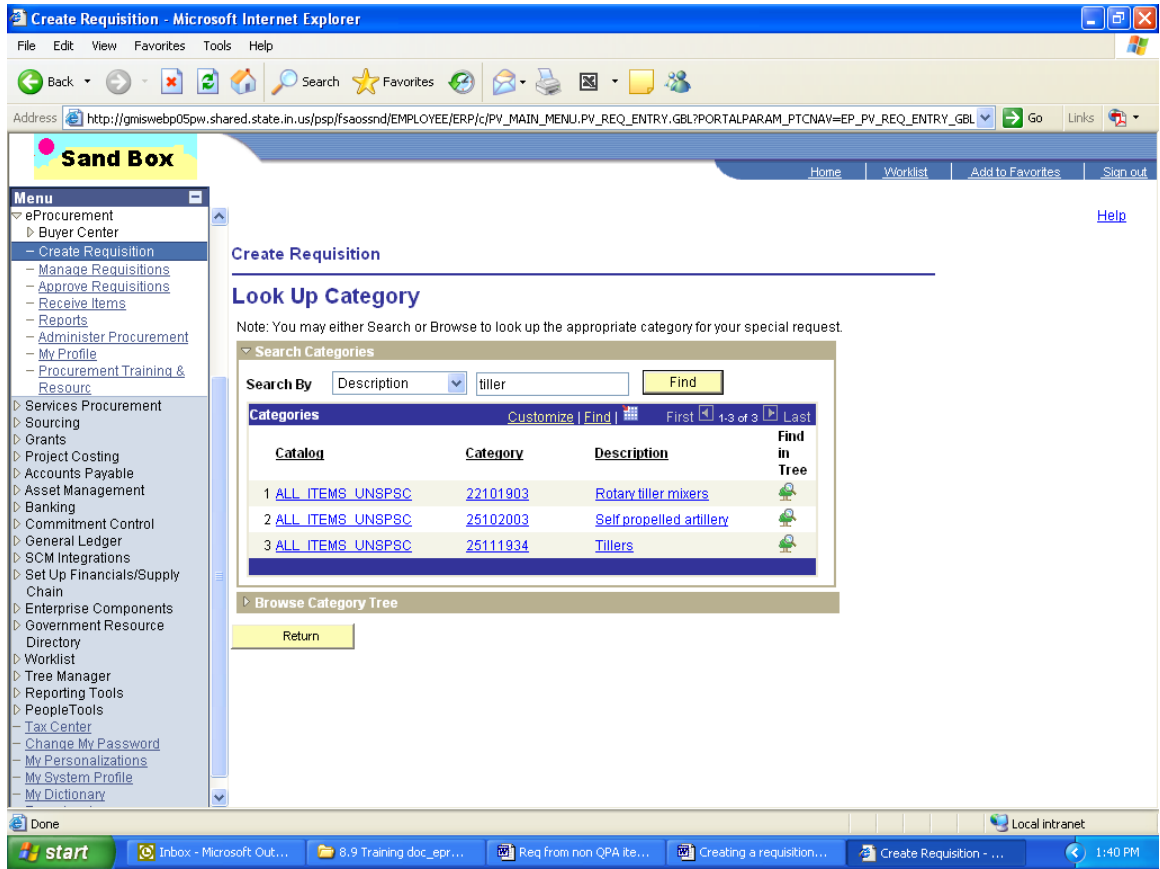 Create Requisition - Microsoft Internet Explorer
File Edit View Favorites Tools Help
Back Search Favorites
Address http://gmiswebp05pw.shared.state.in.us/psp/fsaossnd/EMPLOYEE/ERP/c/PV_MAIN_MENU.PV_REQ_ENTRY.GBL?PORTALPARAM_PTCNAV=EP_PV_REQ_ENTRY_GBL Go Links
Sand Box
Home Worklist Add to Favorites Sign out
Menu
eProcurement
Buyer Center
Create Requisition
Manage Requisitions
Approve Requisitions
Receive Items
Reports
Administer Procurement
My Profile
Procurement Training &
Resourc
Services Procurement
Sourcing
Grants
Project Costing
Accounts Payable
Asset Management
Banking
Commitment Control
General Ledger
SCM Integrations
Set Up Financials/Supply
Chain
Enterprise Components
Government Resource
Directory
Worklist
Tree Manager
Reporting Tools
PeopleTools
Tax Center
Change My Password
My Personalizations
My System Profile
My Dictionary
Help
Create Requisition
Look Up Category
Note: You may either Search or Browse to look up the appropriate category for your special request.
Search Categories
Search By Description tiller Find
Categories Customize | Find | First 1-3 of 3 Last
Catalog Category Description Find in Tree
1 ALL_ITEMS_UNSPSC 22101903 Rotary tiller mixers
2 ALL_ITEMS_UNSPSC 25102003 Self propelled artillery
3 ALL_ITEMS_UNSPSC 25111934 Tillers
Browse Category Tree
Return
Done Local intranet
start Inbox - Microsoft Out... 8.9 Training doc_epr... Req from non QPA ite... Creating a requisition... Create Requisition - ... 1:40 PM